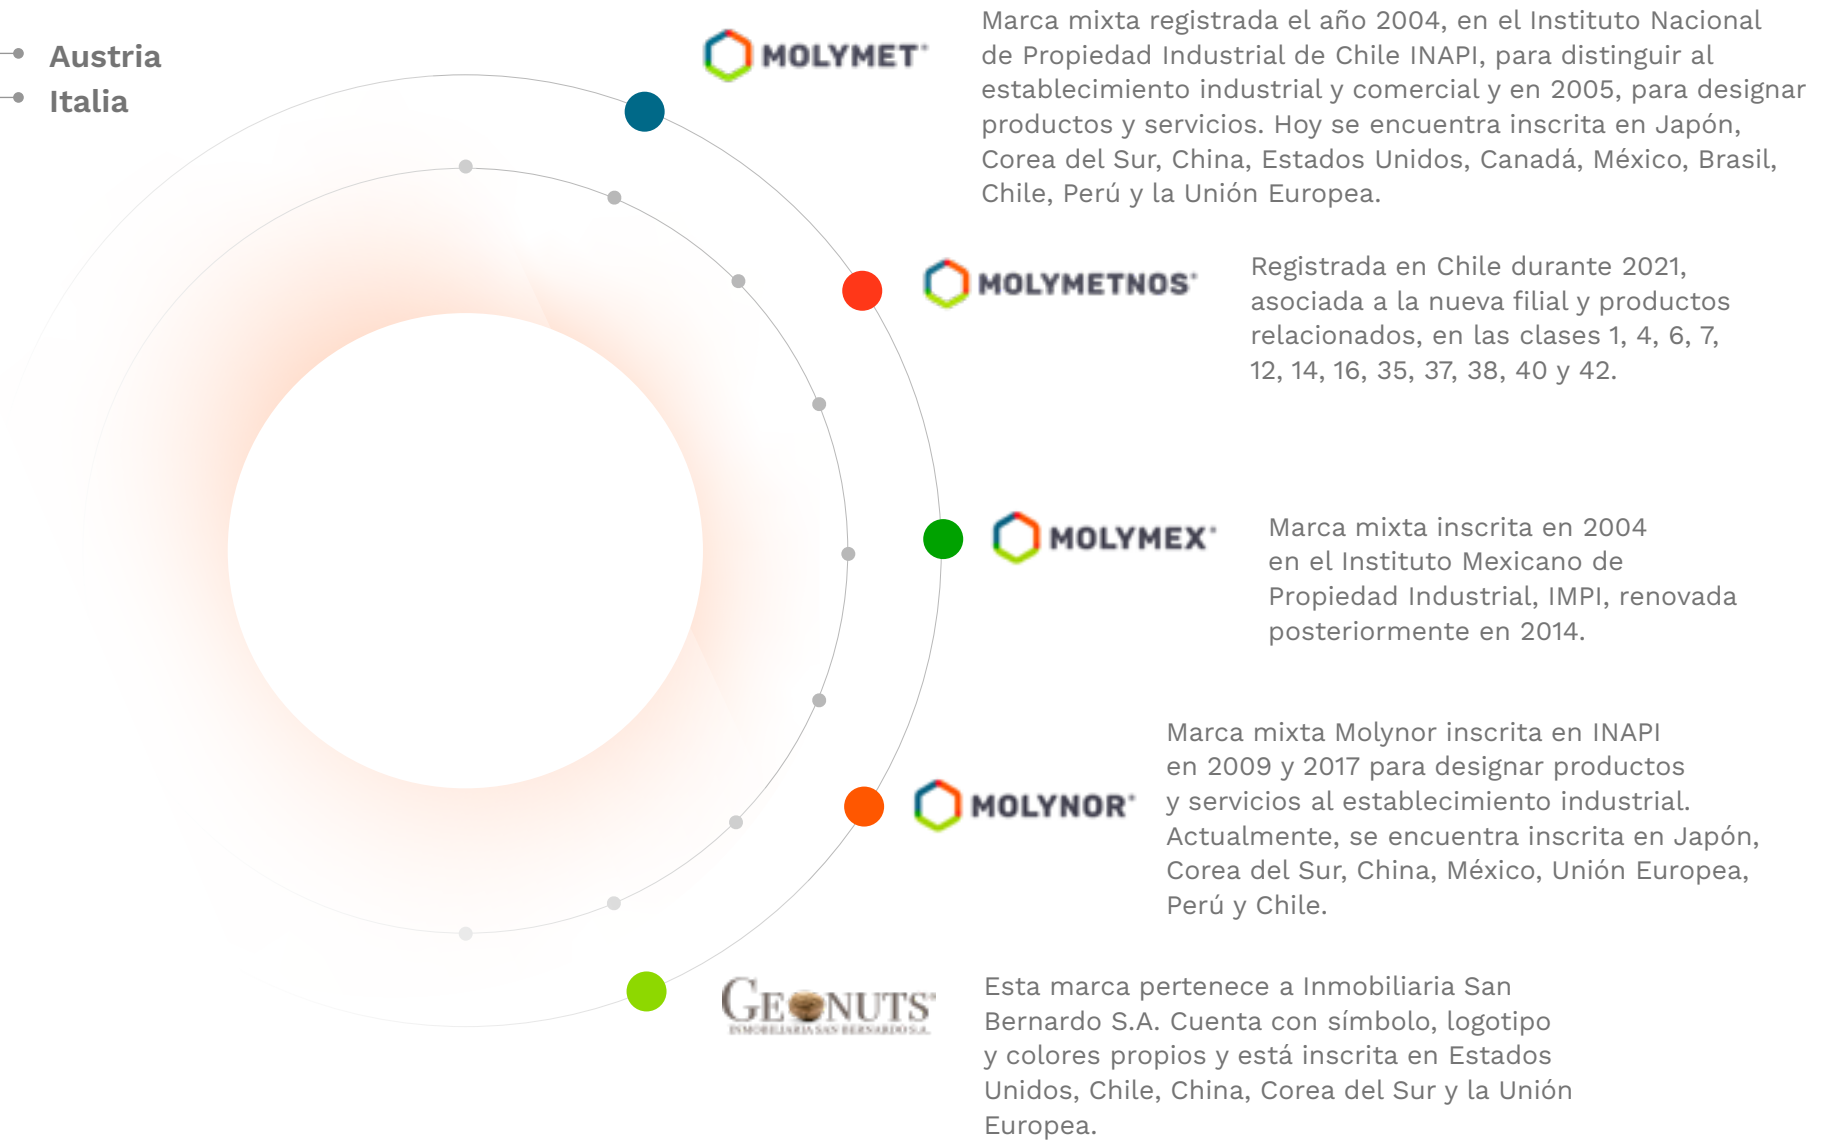 Austria
Italia
MOLYMET
Marca mixta registrada el año 2004, en el Instituto Nacional
de Propiedad Industrial de Chile INAPI, para distinguir al
establecimiento industrial y comercial y en 2005, para designar
productos y servicios. Hoy se encuentra inscrita en Japón,
Corea del Sur, China, Estados Unidos, Canadá, México, Brasil,
Chile, Perú y la Unión Europea.
MOLYMETNOS
Registrada en Chile durante 2021,
asociada a la nueva filial y productos
relacionados, en las clases 1, 4, 6, 7,
12, 14, 16, 35, 37, 38, 40 y 42.
MOLYMEX
Marca mixta inscrita en 2004
en el Instituto Mexicano de
Propiedad Industrial, IMPI, renovada
posteriormente en 2014.
MOLYNOR
Marca mixta Molynor inscrita en INAPI
en 2009 y 2017 para designar productos
y servicios al establecimiento industrial.
Actualmente, se encuentra inscrita en Japón,
Corea del Sur, China, México, Unión Europea,
Perú y Chile.
GEONUTS
INMOBILIARIA SAN BERNARDO S.A.
Esta marca pertenece a Inmobiliaria San
Bernardo S.A. Cuenta con símbolo, logotipo
y colores propios y está inscrita en Estados
Unidos, Chile, China, Corea del Sur y la Unión
Europea.